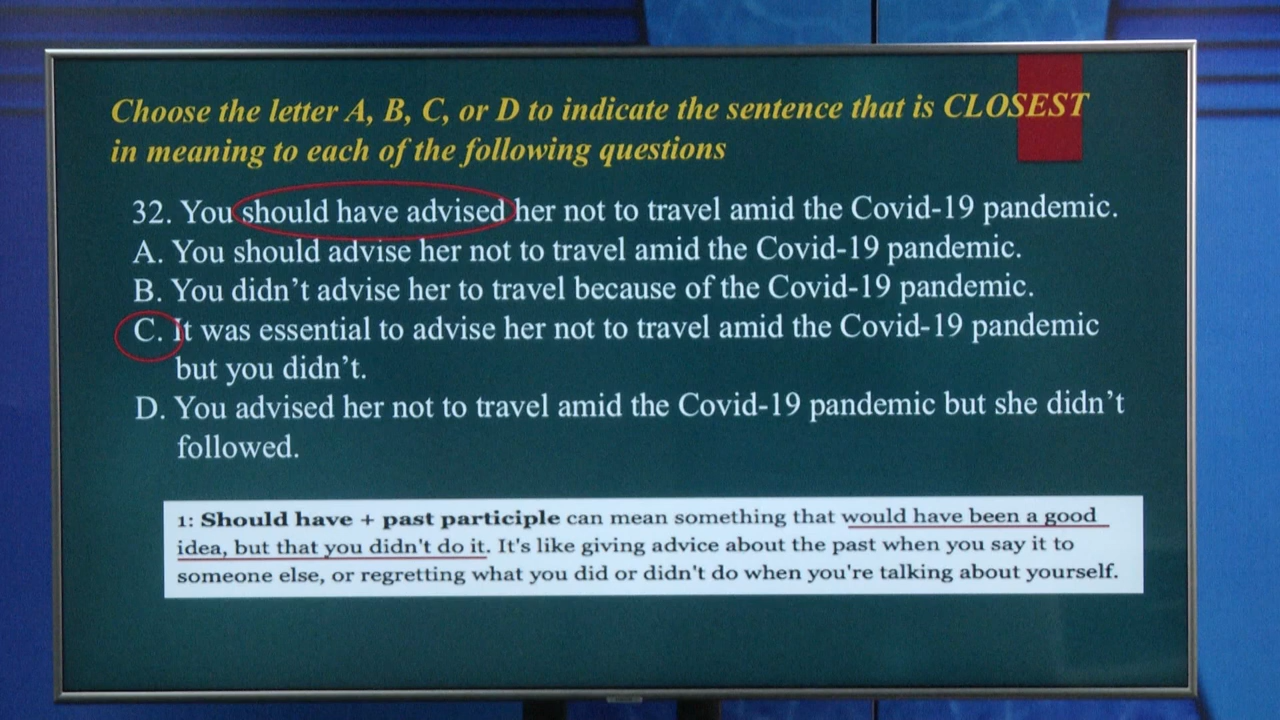 Choose the letter A, B, C, or D to indicate the sentence that is CLOSEST
in meaning to each of the following questions
32. You should have advised her not to travel amid the Covid-19 pandemic.
A. You should advise her not to travel amid the Covid-19 pandemic.
B. You didn't advise her to travel because of the Covid-19 pandemic.
C. It was essential to advise her not to travel amid the Covid-19 pandemic
but you didn't.
D. You advised her not to travel amid the Covid-19 pandemic but she didn't
followed.
1: Should have + past participle can mean something that would have been a good
idea, but that you didn't do it. It's like giving advice about the past when you say it to
someone else, or regretting what you did or didn't do when you're talking about yourself.